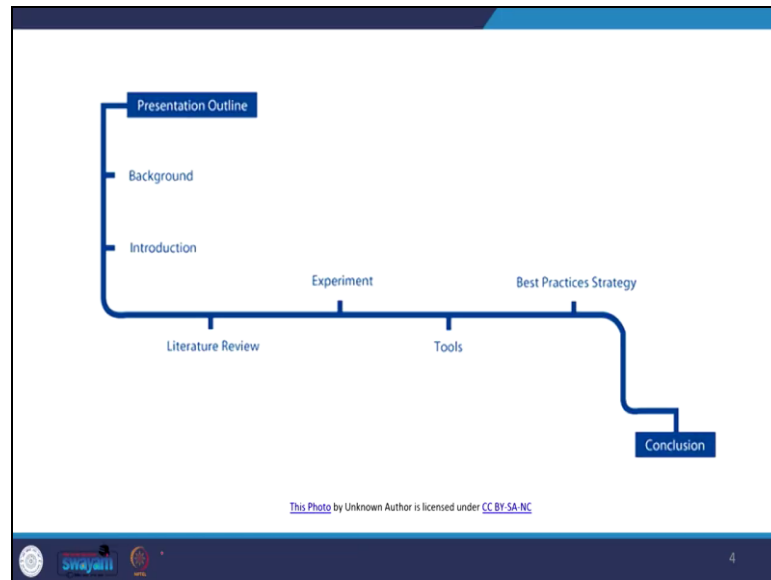 Presentation Outline
Background
Introduction
Experiment
Best Practices Strategy
Literature Review
Tools
Conclusion
This Photo by Unknown Author is licensed under CC BY-SA-NC
swayam
4